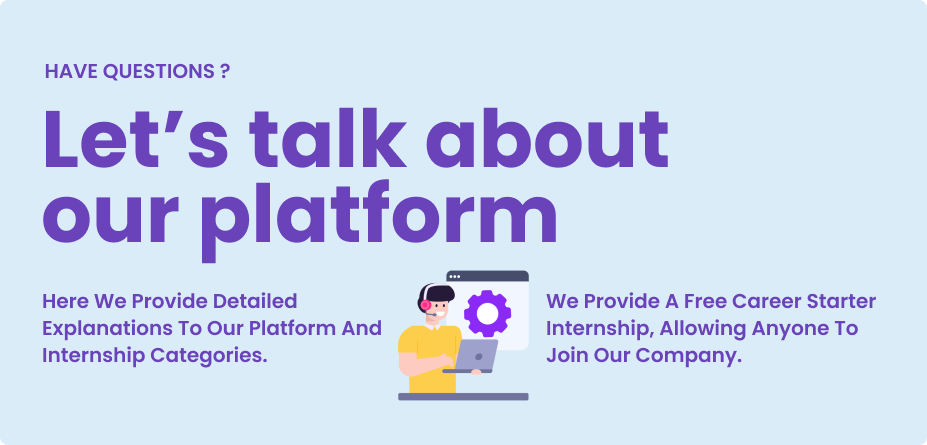 HAVE QUESTIONS ?
Let’s talk about
our platform
Here We Provide Detailed
Explanations To Our Platform And
Internship Categories.
We Provide A Free Career Starter
Internship, Allowing Anyone To
Join Our Company.